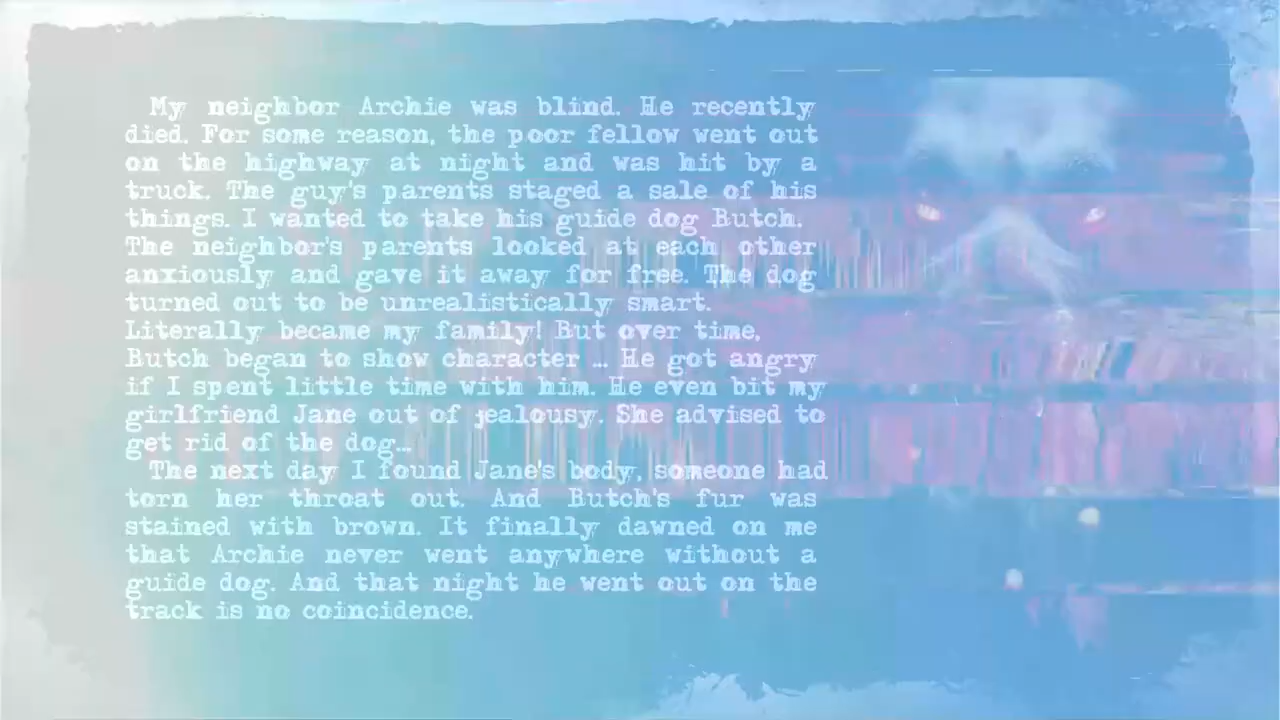 My neighbor Archie was blind. He recently
died. For some reason, the poor fellow went out
on the highway at night and was hit by a
truck. The guy's parents staged a sale of his
things. I wanted to take his guide dog Butch.
The neighbor's parents looked at each other
anxiously and gave it away for free. The dog
turned out to be unrealistically smart.
Literally became my family! But over time,
Butch began to show character ... He got angry
if I spent little time with him. He even bit my
girlfriend Jane out of jealousy. She advised to
get rid of the dog...
The next day I found Jane's body, someone had
torn her throat out. And Butch's fur was
stained with brown. It finally dawned on me
that Archie never went anywhere without a
guide dog. And that night he went out on the
track is no coincidence.